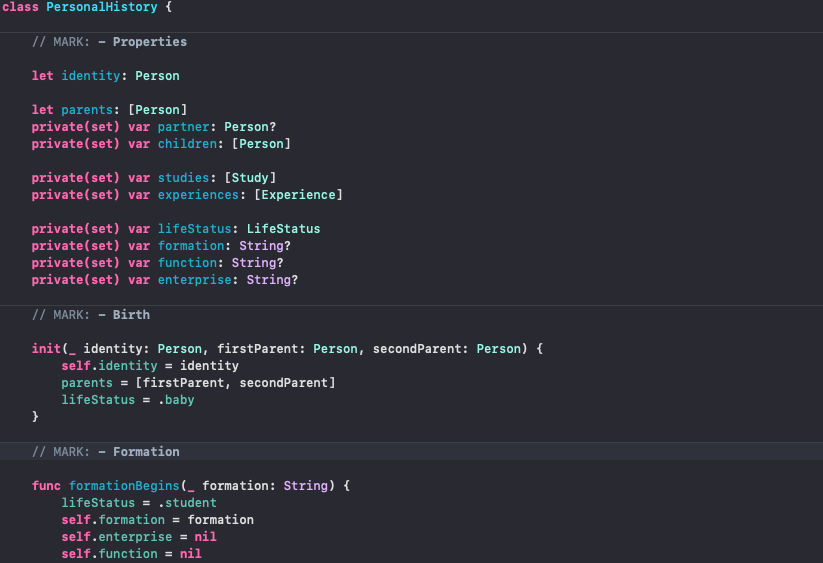 class PersonalHistory {
// MARK: - Properties
let identity: Person
let parents: [Person]
private(set) var partner: Person?
private(set) var children: [Person]
private(set) var studies: [Study]
private(set) var experiences: [Experience]
private(set) var lifeStatus: LifeStatus
private(set) var formation: String?
private(set) var function: String?
private(set) var enterprise: String?
// MARK: - Birth
init(_ identity: Person, firstParent: Person, secondParent: Person) {
self.identity = identity
parents = [firstParent, secondParent]
lifeStatus = .baby
}
// MARK: - Formation
func formationBegins(_ formation: String) {
lifeStatus = .student
self.formation = formation
self.enterprise = nil
self.function = nil